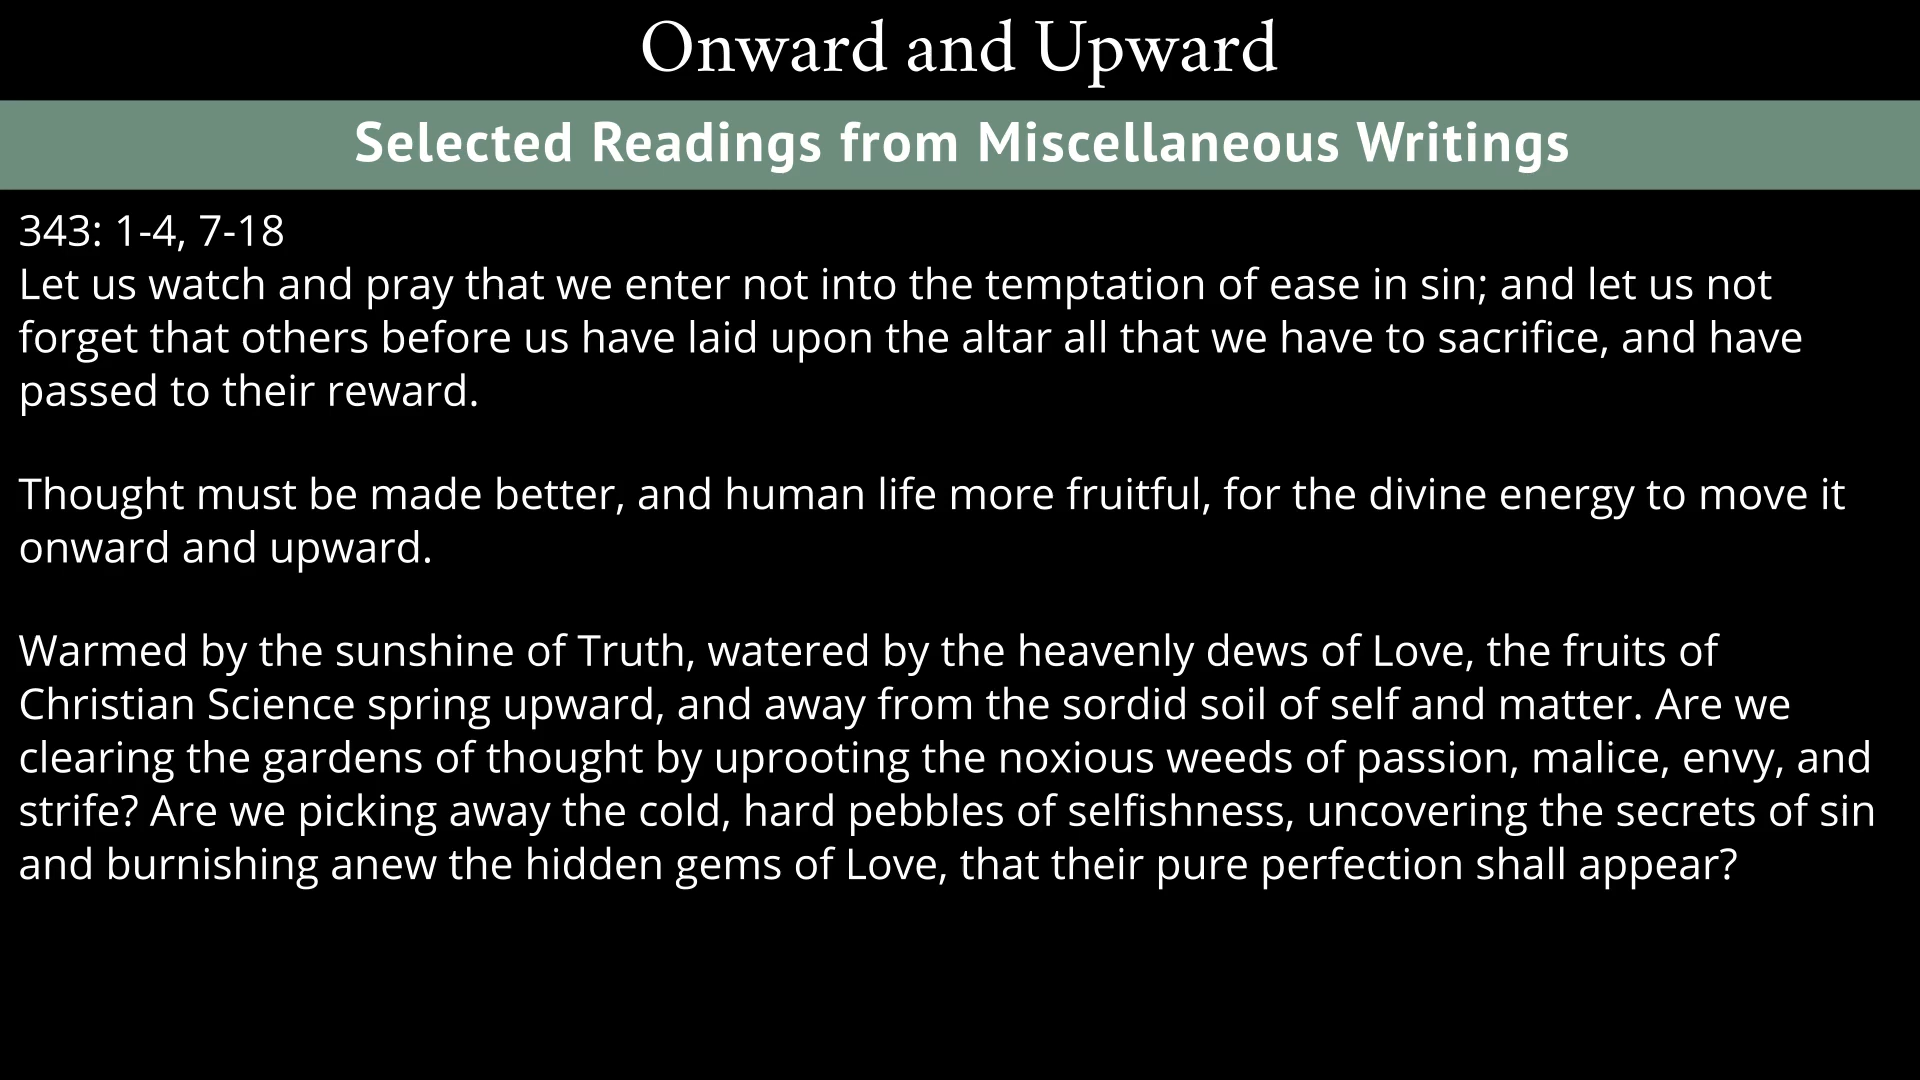 Onward and Upward
Selected Readings from Miscellaneous Writings
343: 1-4, 7-18
Let us watch and pray that we enter not into the temptation of ease in sin; and let us not
forget that others before us have laid upon the altar all that we have to sacrifice, and have
passed to their reward.
Thought must be made better, and human life more fruitful, for the divine energy to move it
onward and upward.
Warmed by the sunshine of Truth, watered by the heavenly dews of Love, the fruits of
Christian Science spring upward, and away from the sordid soil of self and matter. Are we
clearing the gardens of thought by uprooting the noxious weeds of passion, malice, envy, and
strife? Are we picking away the cold, hard pebbles of selfishness, uncovering the secrets of sin
and burnishing anew the hidden gems of Love, that their pure perfection shall appear?